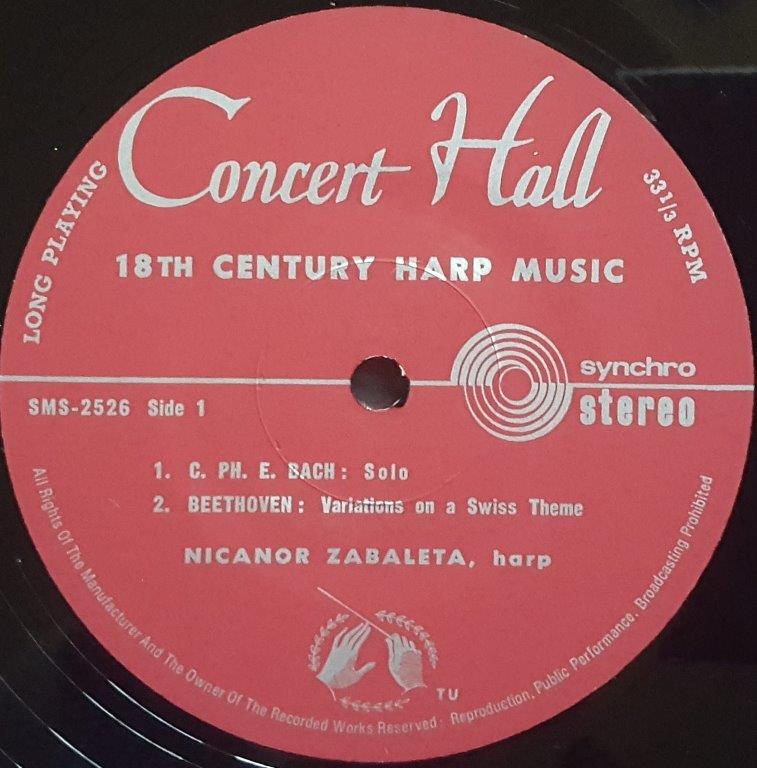 Concert Hall
LONG PLAYING
33 1/3 RPM
18TH CENTURY HARP MUSIC
synchro
stereo
SMS-2526 Side 1
1. C. PH. E. BACH: Solo
2. BEETHOVEN: Variations on a Swiss Theme
NICANOR ZABALETA, harp
TU
All Rights Of The Manufacturer And The Owner Of The Recorded Works Reserved: Reproduction, Public Performance, Broadcasting Prohibited